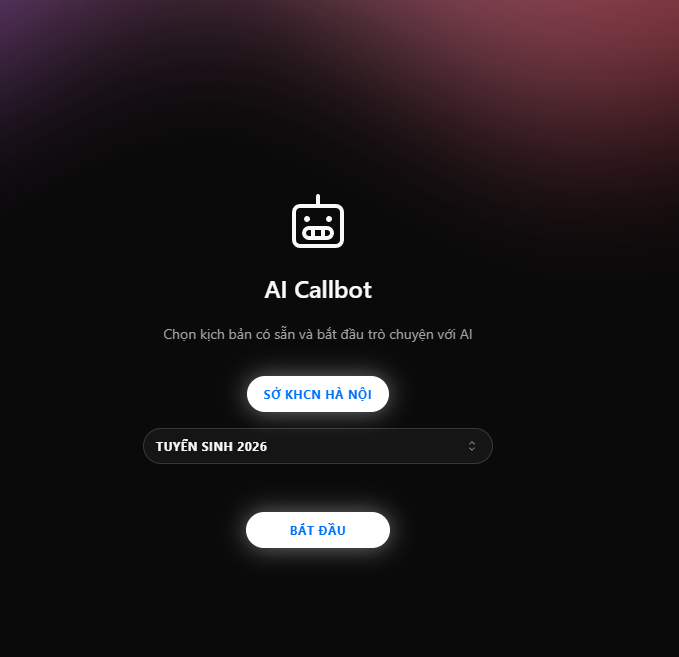 AI Callbot
Chọn kịch bản có sẵn và bắt đầu trò chuyện với AI
SỞ KHCN HÀ NỘI
TUYỂN SINH 2026
BẮT ĐẦU